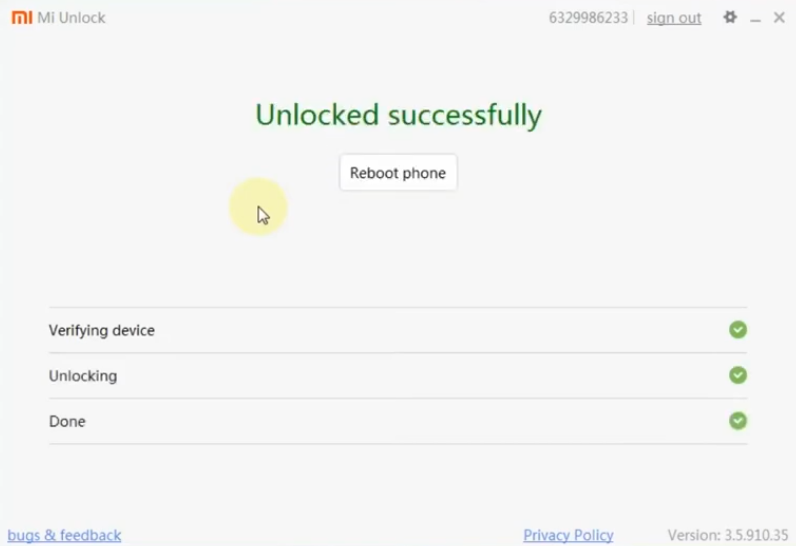 Mi Unlock
6329986233
sign out
Unlocked successfully
Reboot phone
Verifying device
Unlocking
Done
bugs & feedback
Privacy Policy
Version: 3.5.910.35